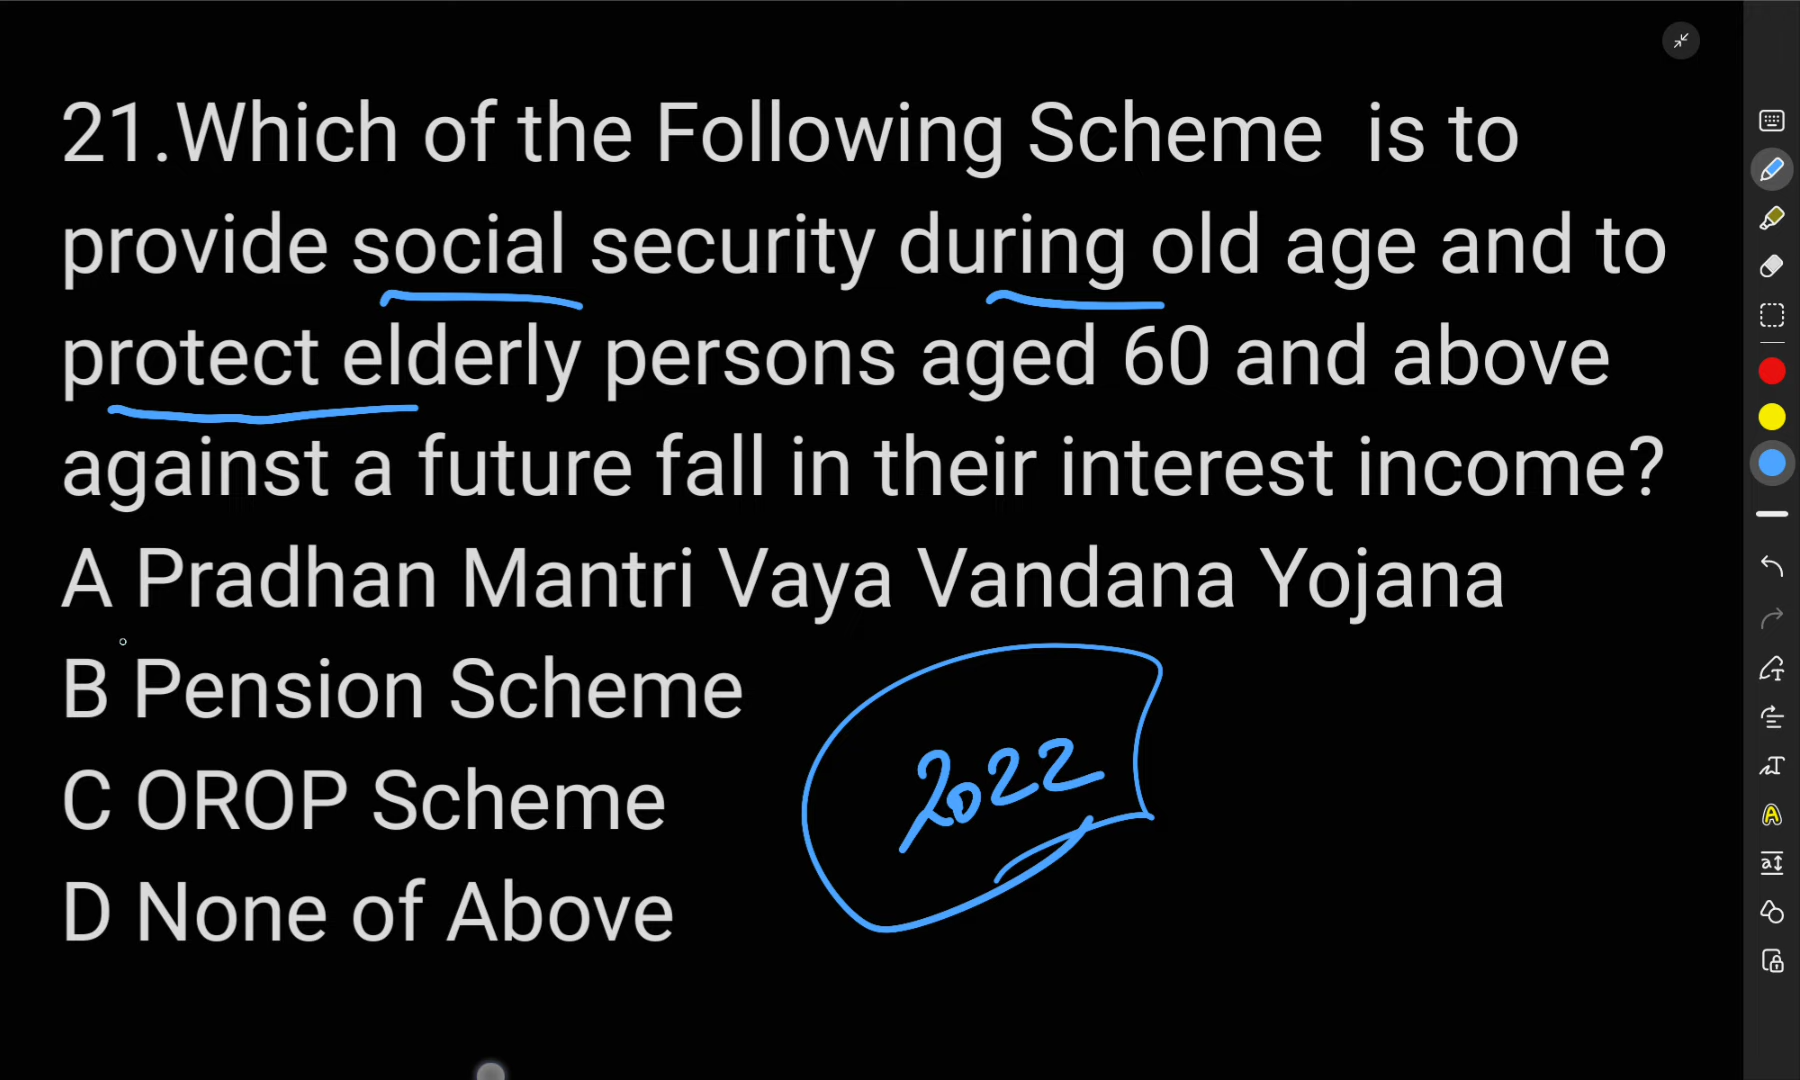 21.Which of the Following Scheme is to
provide social security during old age and to
protect elderly persons aged 60 and above
against a future fall in their interest income?
A Pradhan Mantri Vaya Vandana Yojana
B Pension Scheme
2022
C OROP Scheme
D None of Above